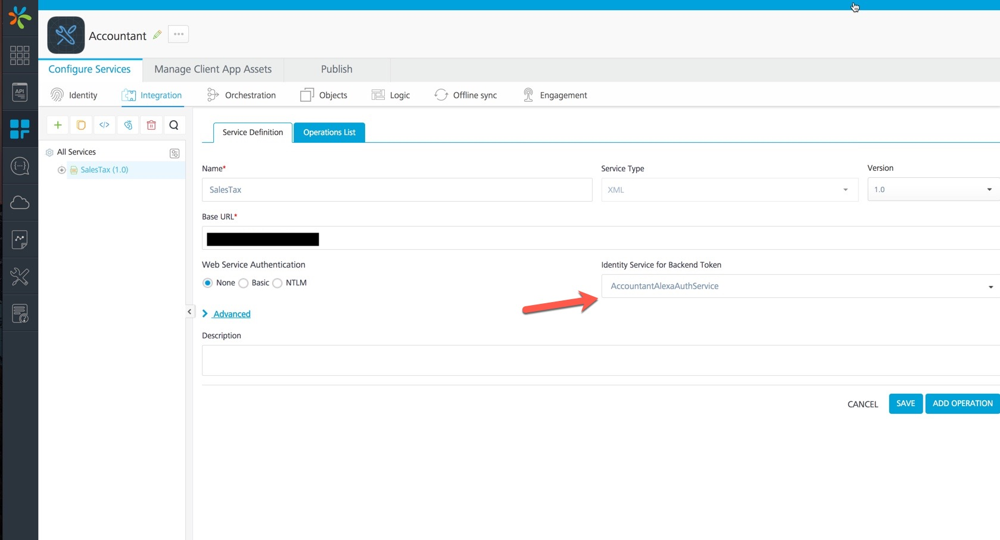 Accountant
Configure Services
Manage Client App Assets
Publish
API
Identity
Integration
Orchestration
Objects
Logic
Offline sync
Engagement
</>
All Services
SalesTax (1.0)
Service Definition
Operations List
Name*
Service Type
Version
SalesTax
XML
1.0
Base URL*
Web Service Authentication
Identity Service for Backend Token
None
Basic
NTLM
AccountantAlexaAuthService
Advanced
Description
CANCEL
SAVE
ADD OPERATION